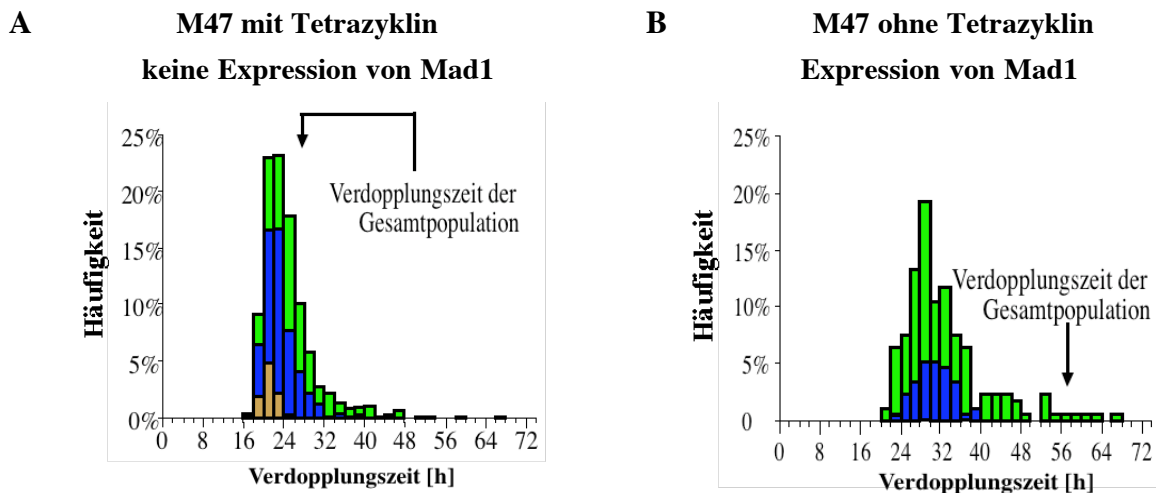 A
M47 mit Tetrazyklin
keine Expression von Mad1
25%
20%
15%
10%
5%
0%
Häufigkeit
Verdopplungszeit der
Gesamtpopulation
0 8 16 24 32 40 48 56 64 72
Verdopplungszeit [h]
B
M47 ohne Tetrazyklin
Expression von Mad1
25%
20%
15%
10%
5%
0
Häufigkeit
Verdopplungszeit der
Gesamtpopulation
0 8 16 24 32 40 48 56 64 72
Verdopplungszeit [h]